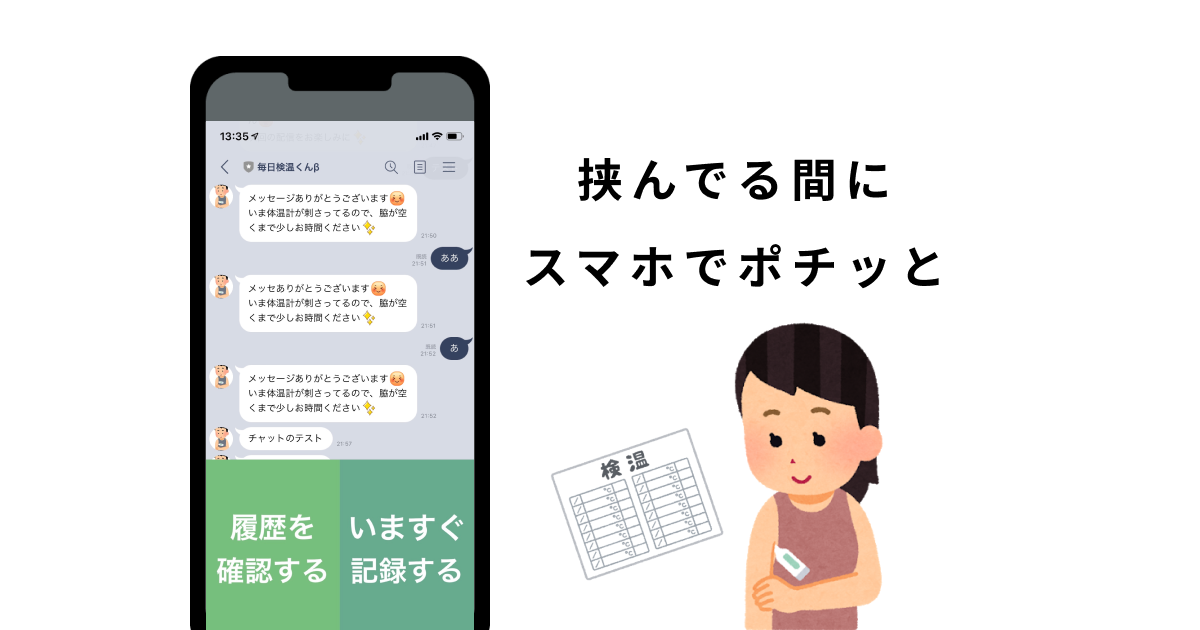 13:35
毎日検温くんβ
メッセージありがとうございます
いま体温計が刺さってるので、脇が空
くまで少しお時間ください
21:50
既読
21:51
ああ
メッセありがとうございます
いま体温計が刺さってるので、脇が空
くまで少しお時間ください
21:51
既読
21:52
あ
メッセージありがとうございます
いま体温計が刺さってるので、脇が空
くまで少しお時間ください
21:52
チャットのテスト
21:57
履歴を
確認する
いますぐ
記録する
挟んでる間に
スマホでポチッと
検温
℃
℃
℃
℃
℃
℃
℃
℃
℃
℃
℃
℃